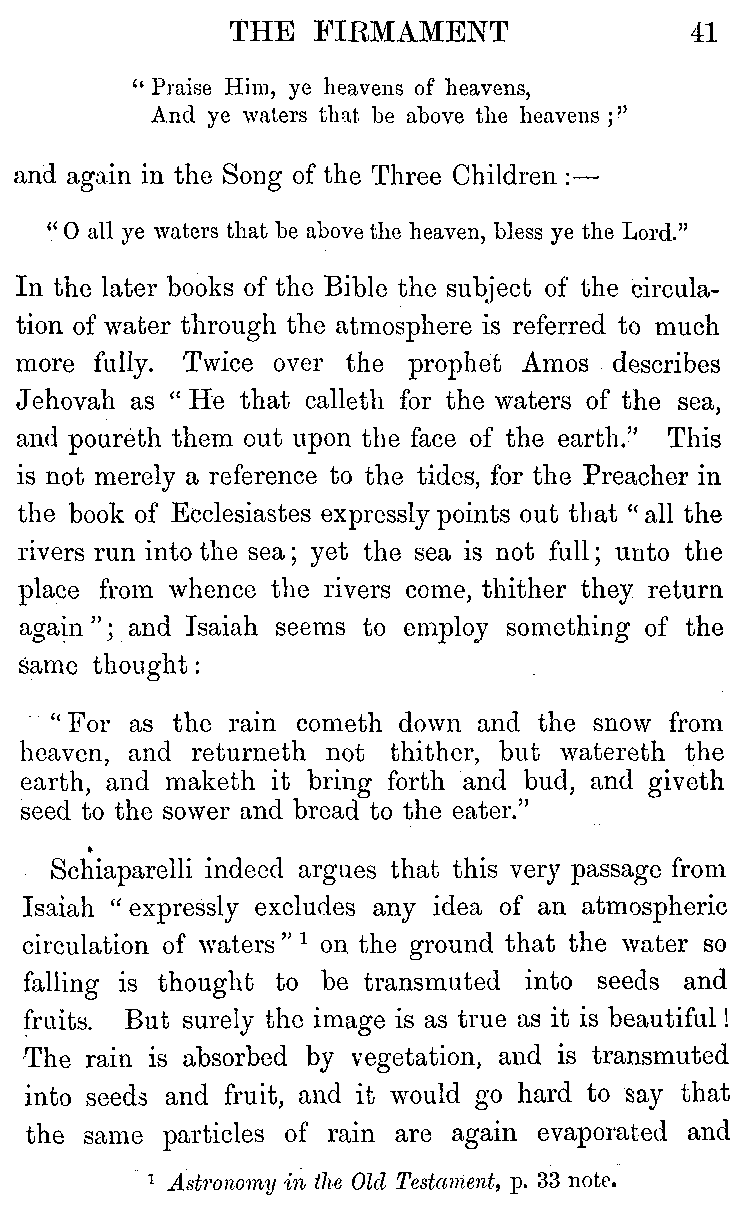 THE FIRMAMENT 41
“ Praise Him, ye heavens of heavens,
And ye waters that be above the heavens ;”
and again in the Song of the Three Children :—
“ O all ye waters that be above the heaven, bless ye the Lord.”
In the later books of the Bible the subject of the circula-
tion of water through the atmosphere is referred to much
more fully. Twice over the prophet Amos describes
Jehovah as “ He that calleth for the waters of the sea,
and poureth them out upon the face of the earth.” This
is not merely a reference to the tides, for the Preacher in
the book of Ecclesiastes expressly points out that “ all the
rivers run into the sea ; yet the sea is not full ; unto the
place from whence the rivers come, thither they return
again ” ; and Isaiah seems to employ something of the
same thought :
“ For as the rain cometh down and the snow from
heaven, and returneth not thither, but watereth the
earth, and maketh it bring forth and bud, and giveth
seed to the sower and bread to the eater.”
Schiaparelli indeed argues that this very passage from
Isaiah “ expressly excludes any idea of an atmospheric
circulation of waters ” ¹ on the ground that the water so
falling is thought to be transmuted into seeds and
fruits. But surely the image is as true as it is beautiful !
The rain is absorbed by vegetation, and is transmuted
into seeds and fruit, and it would go hard to say that
the same particles of rain are again evaporated and
¹ Astronomy in the Old Testament, p. 33 note.